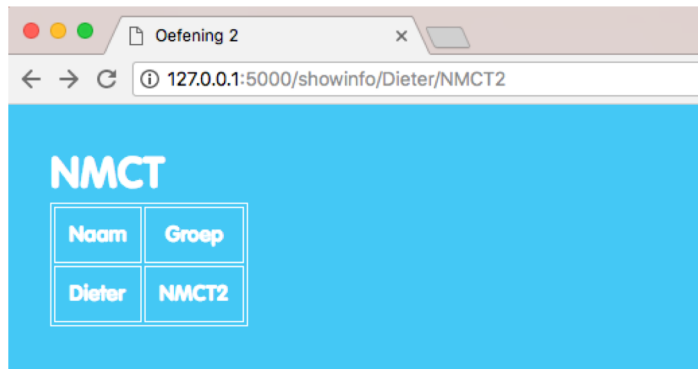 Oefening 2
127.0.0.1:5000/showinfo/Dieter/NMCT2
NMCT
Naam Groep
Dieter NMCT2